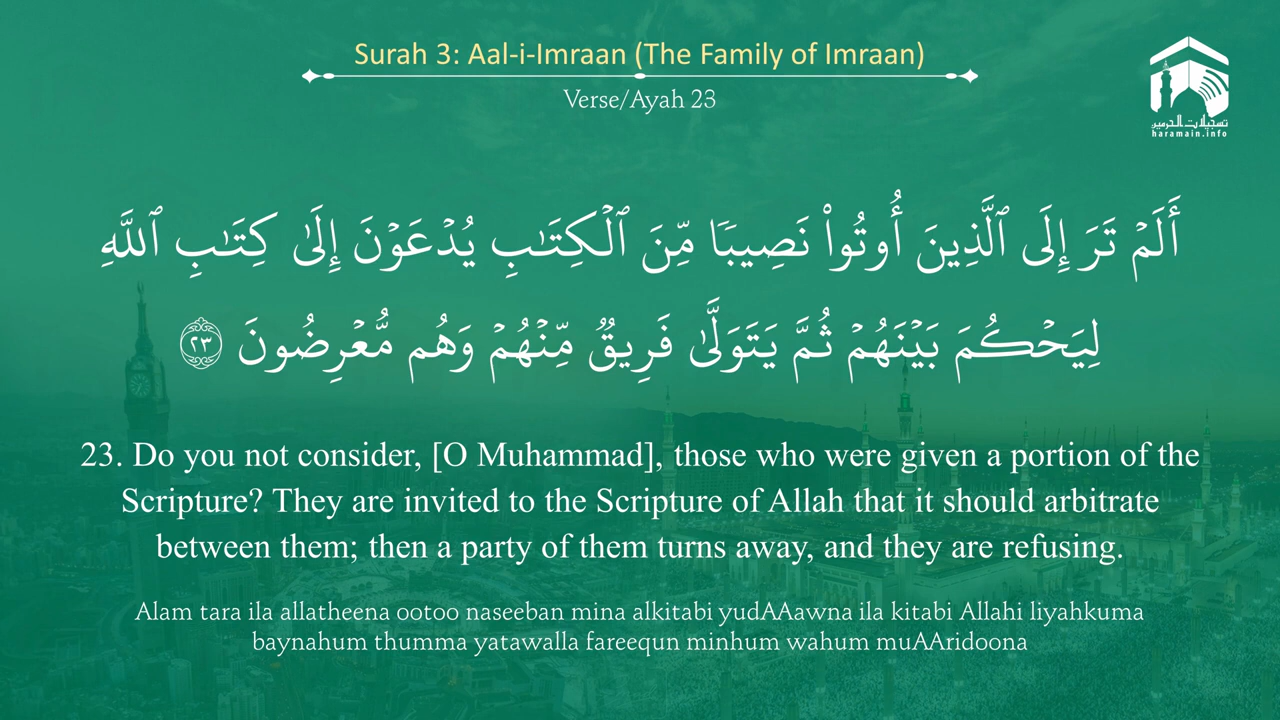 Surah 3: Aal-i-Imraan (The Family of Imraan)
Verse/Ayah 23
تسجيلات الحرمين
haramain.info
أَلَمۡ تَرَ إِلَى ٱلَّذِينَ أُوتُواْ نَصِيبٗا مِّنَ ٱلۡكِتَٰبِ يُدۡعَوۡنَ إِلَىٰ كِتَٰبِ ٱللَّهِ
لِيَحۡكُمَ بَيۡنَهُمۡ ثُمَّ يَتَوَلَّىٰ فَرِيقٞ مِّنۡهُمۡ وَهُم مُّعۡرِضُونَ ٢٣
23. Do you not consider, [O Muhammad], those who were given a portion of the
Scripture? They are invited to the Scripture of Allah that it should arbitrate
between them; then a party of them turns away, and they are refusing.
Alam tara ila allatheena ootoo naseeban mina alkitabi yudAAawna ila kitabi Allahi liyahkuma
baynahum thumma yatawalla fareequn minhum wahum muAAridoona